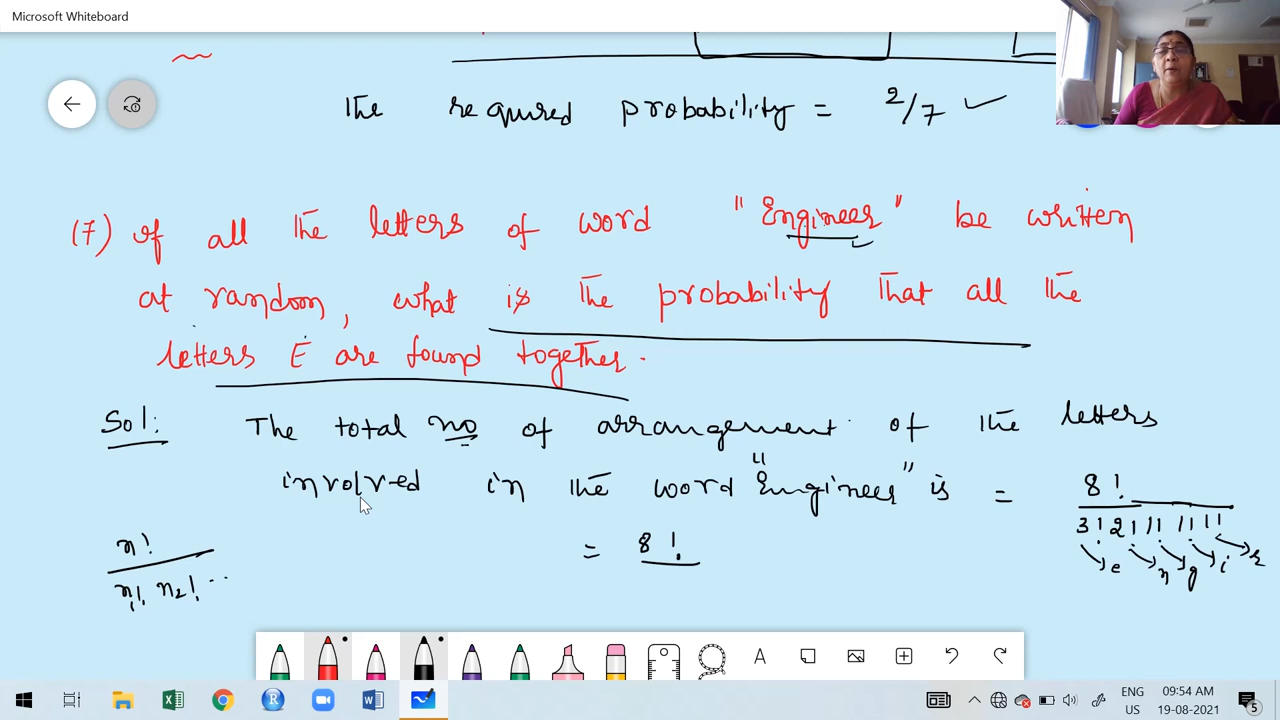 Microsoft Whiteboard
The required probability = 2/7 ✓
(7) If all the letters of word "Engineer" be written
at random, what is the probability that all the
letters E are found together.
Sol: The total no of arrangement of the letters
involved in the word "Engineer" is = 8! / 3! 2! 1! 1! 1!
e n g i r
= 8!
n! / n1! n2! ..
A
ENG
US
09:54 AM
19-08-2021
5